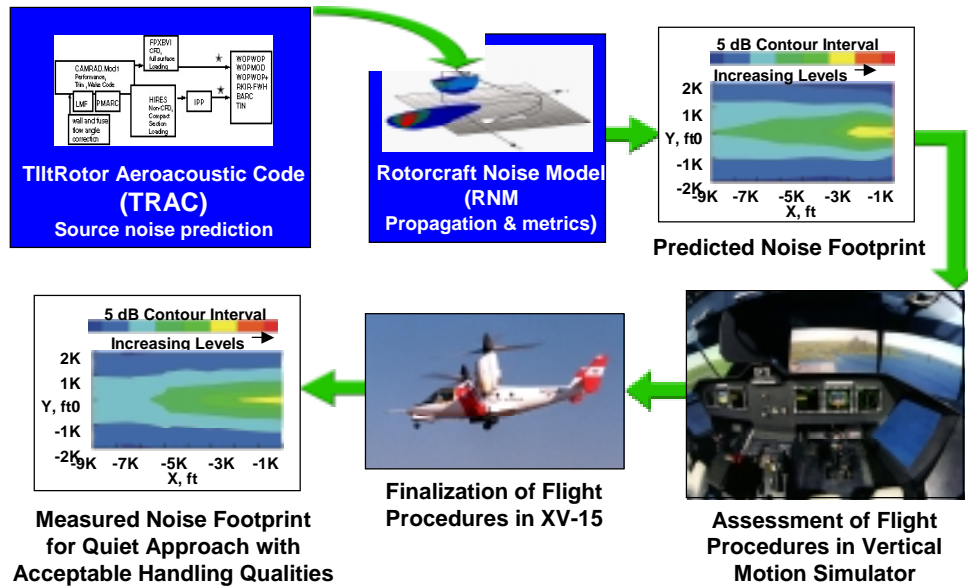 FPXBVI
CFD,
full surface
Loading
CAMRAD.Mod1
Performance,
Trim, Wake Code
LMF
PMARC
wall and fuse
flow angle
correction
HIRES
Non-CFD,
Compact
Section
Loading
IPP
WOPWOP
WOPMOD
WOPWOP+
RKIR-FWH
BARC
TIN
TIltRotor Aeroacoustic Code
(TRAC)
Source noise prediction
Rotorcraft Noise Model
(RNM
Propagation & metrics)
5 dB Contour Interval
Increasing Levels
2K
1K
Y, ft0
-1K
-2K
-9K -7K -5K -3K -1K
X, ft
Predicted Noise Footprint
5 dB Contour Interval
Increasing Levels
2K
1K
Y, ft0
-1K
-2K
-9K -7K -5K -3K -1K
X, ft
Measured Noise Footprint
for Quiet Approach with
Acceptable Handling Qualities
Finalization of Flight
Procedures in XV-15
Assessment of Flight
Procedures in Vertical
Motion Simulator